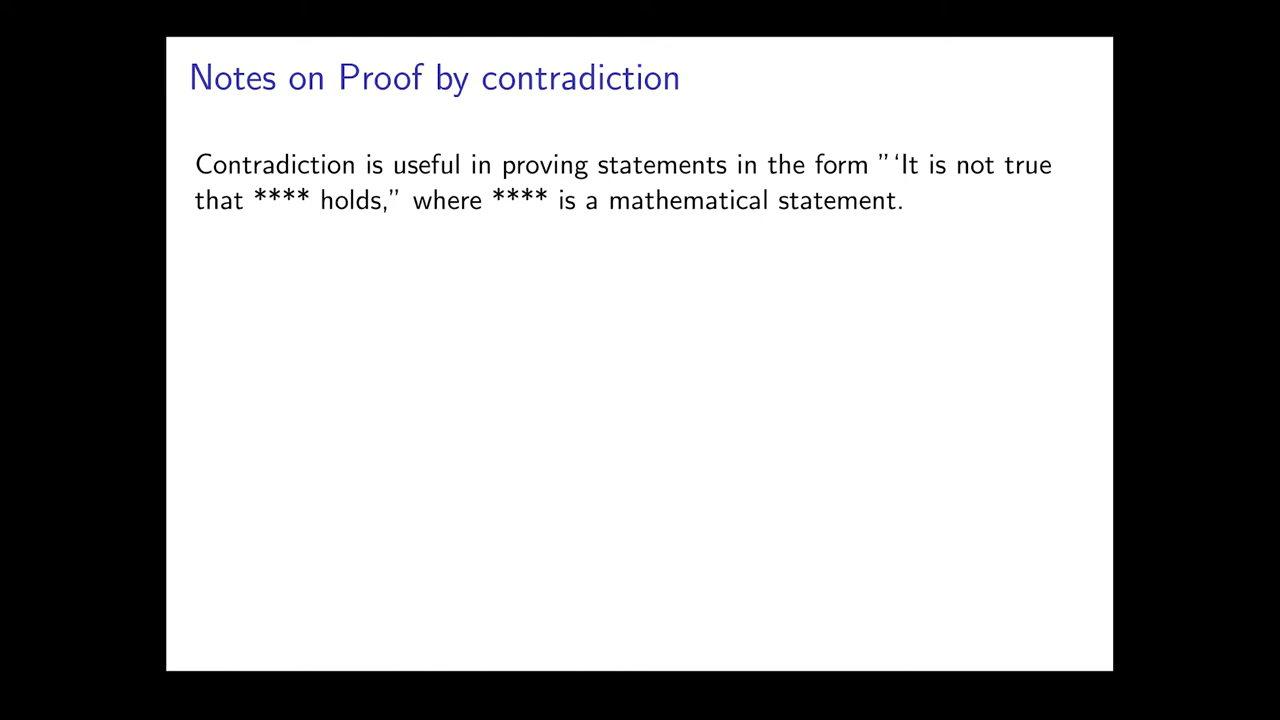 Notes on Proof by contradiction
Contradiction is useful in proving statements in the form ”‘It is not true
that **** holds,” where **** is a mathematical statement.